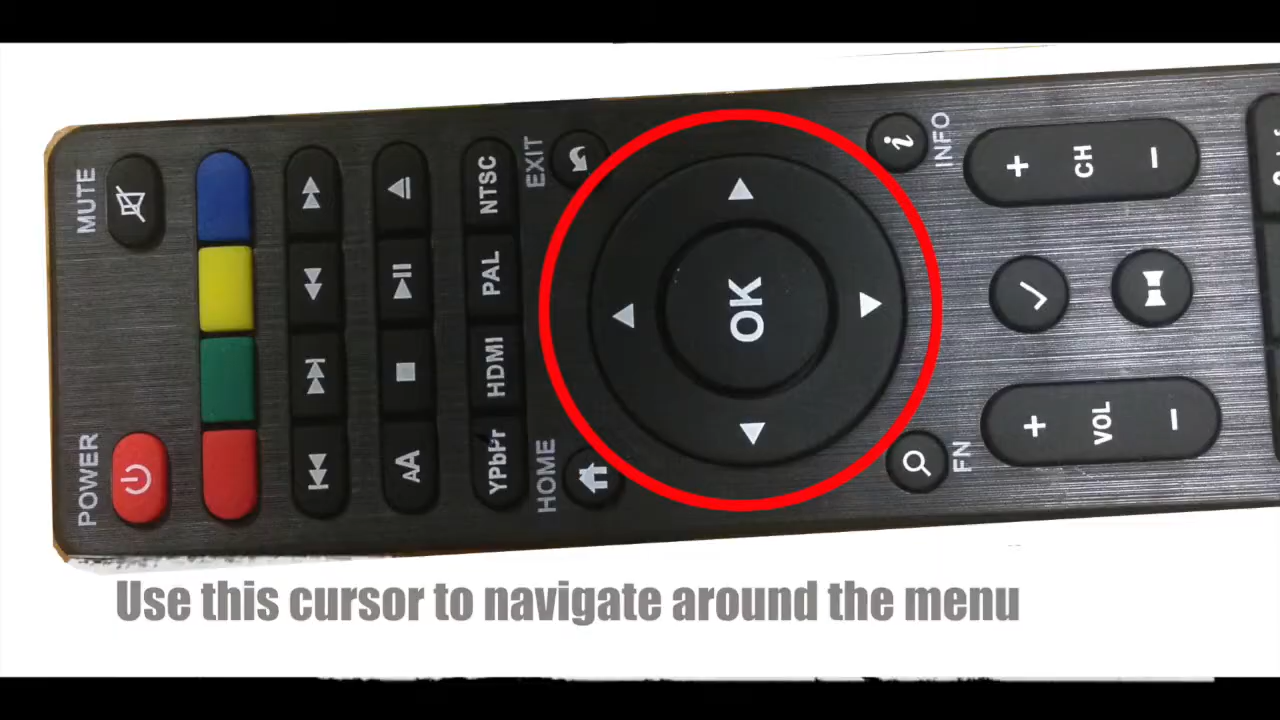 MUTE
POWER
NTSC
PAL
HDMI
YPbPr
EXIT
HOME
OK
INFO
FN
+ CH −
+ VOL −
AA
Use this cursor to navigate around the menu